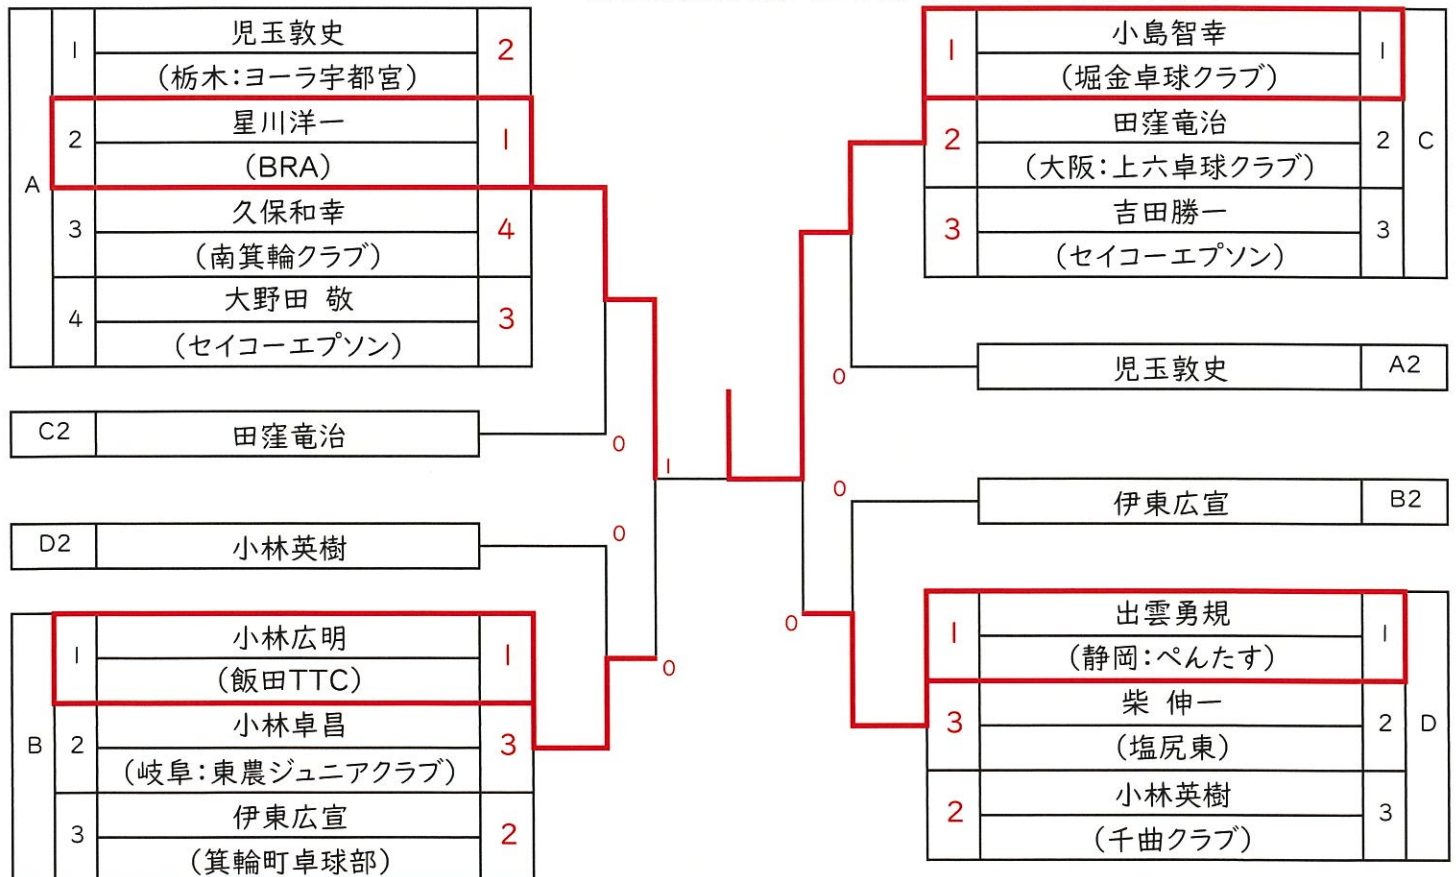 A
1
児玉敦史
(栃木:ヨーラ宇都宮)
2
2
星川洋一
(BRA)
1
3
久保和幸
(南箕輪クラブ)
4
4
大野田 敬
(セイコーエプソン)
3
C2
田窪竜治
0
1
D2
小林英樹
0
B
1
小林広明
(飯田TTC)
1
2
小林卓昌
(岐阜:東農ジュニアクラブ)
3
3
伊東広宣
(箕輪町卓球部)
2
0
1
小島智幸
(堀金卓球クラブ)
1
2
田窪竜治
(大阪:上六卓球クラブ)
2
C
3
吉田勝一
(セイコーエプソン)
3
0
児玉敦史
A2
0
伊東広宣
B2
0
1
出雲勇規
(静岡:ぺんたす)
1
3
柴 伸一
(塩尻東)
2
D
2
小林英樹
(千曲クラブ)
3